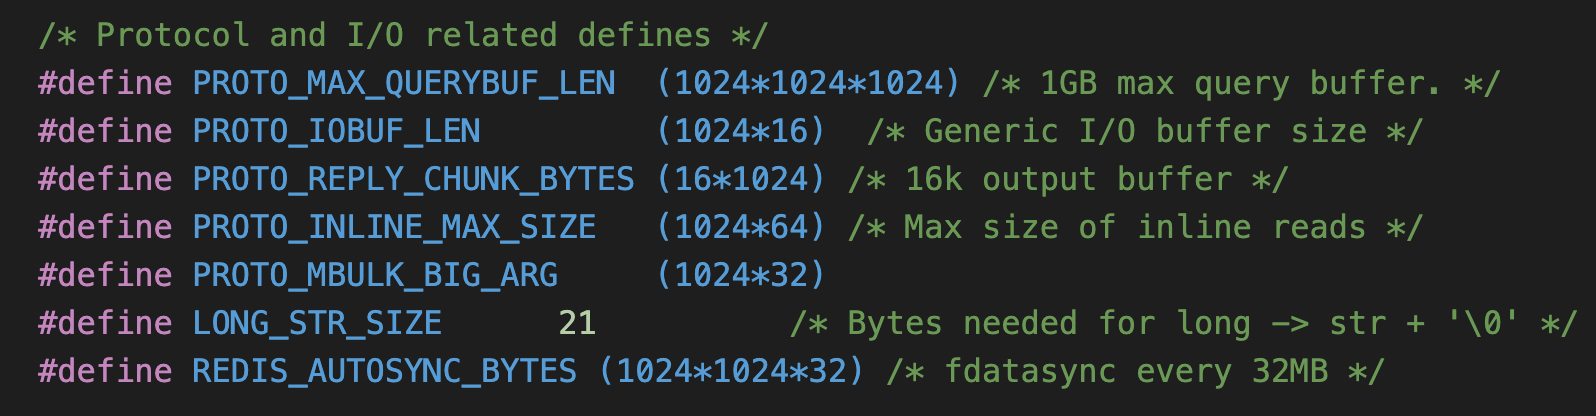 /* Protocol and I/O related defines */
#define PROTO_MAX_QUERYBUF_LEN  (1024*1024*1024) /* 1GB max query buffer. */
#define PROTO_IOBUF_LEN         (1024*16)  /* Generic I/O buffer size */
#define PROTO_REPLY_CHUNK_BYTES (16*1024) /* 16k output buffer */
#define PROTO_INLINE_MAX_SIZE   (1024*64) /* Max size of inline reads */
#define PROTO_MBULK_BIG_ARG     (1024*32)
#define LONG_STR_SIZE      21          /* Bytes needed for long -> str + '\0' */
#define REDIS_AUTOSYNC_BYTES (1024*1024*32) /* fdatasync every 32MB */